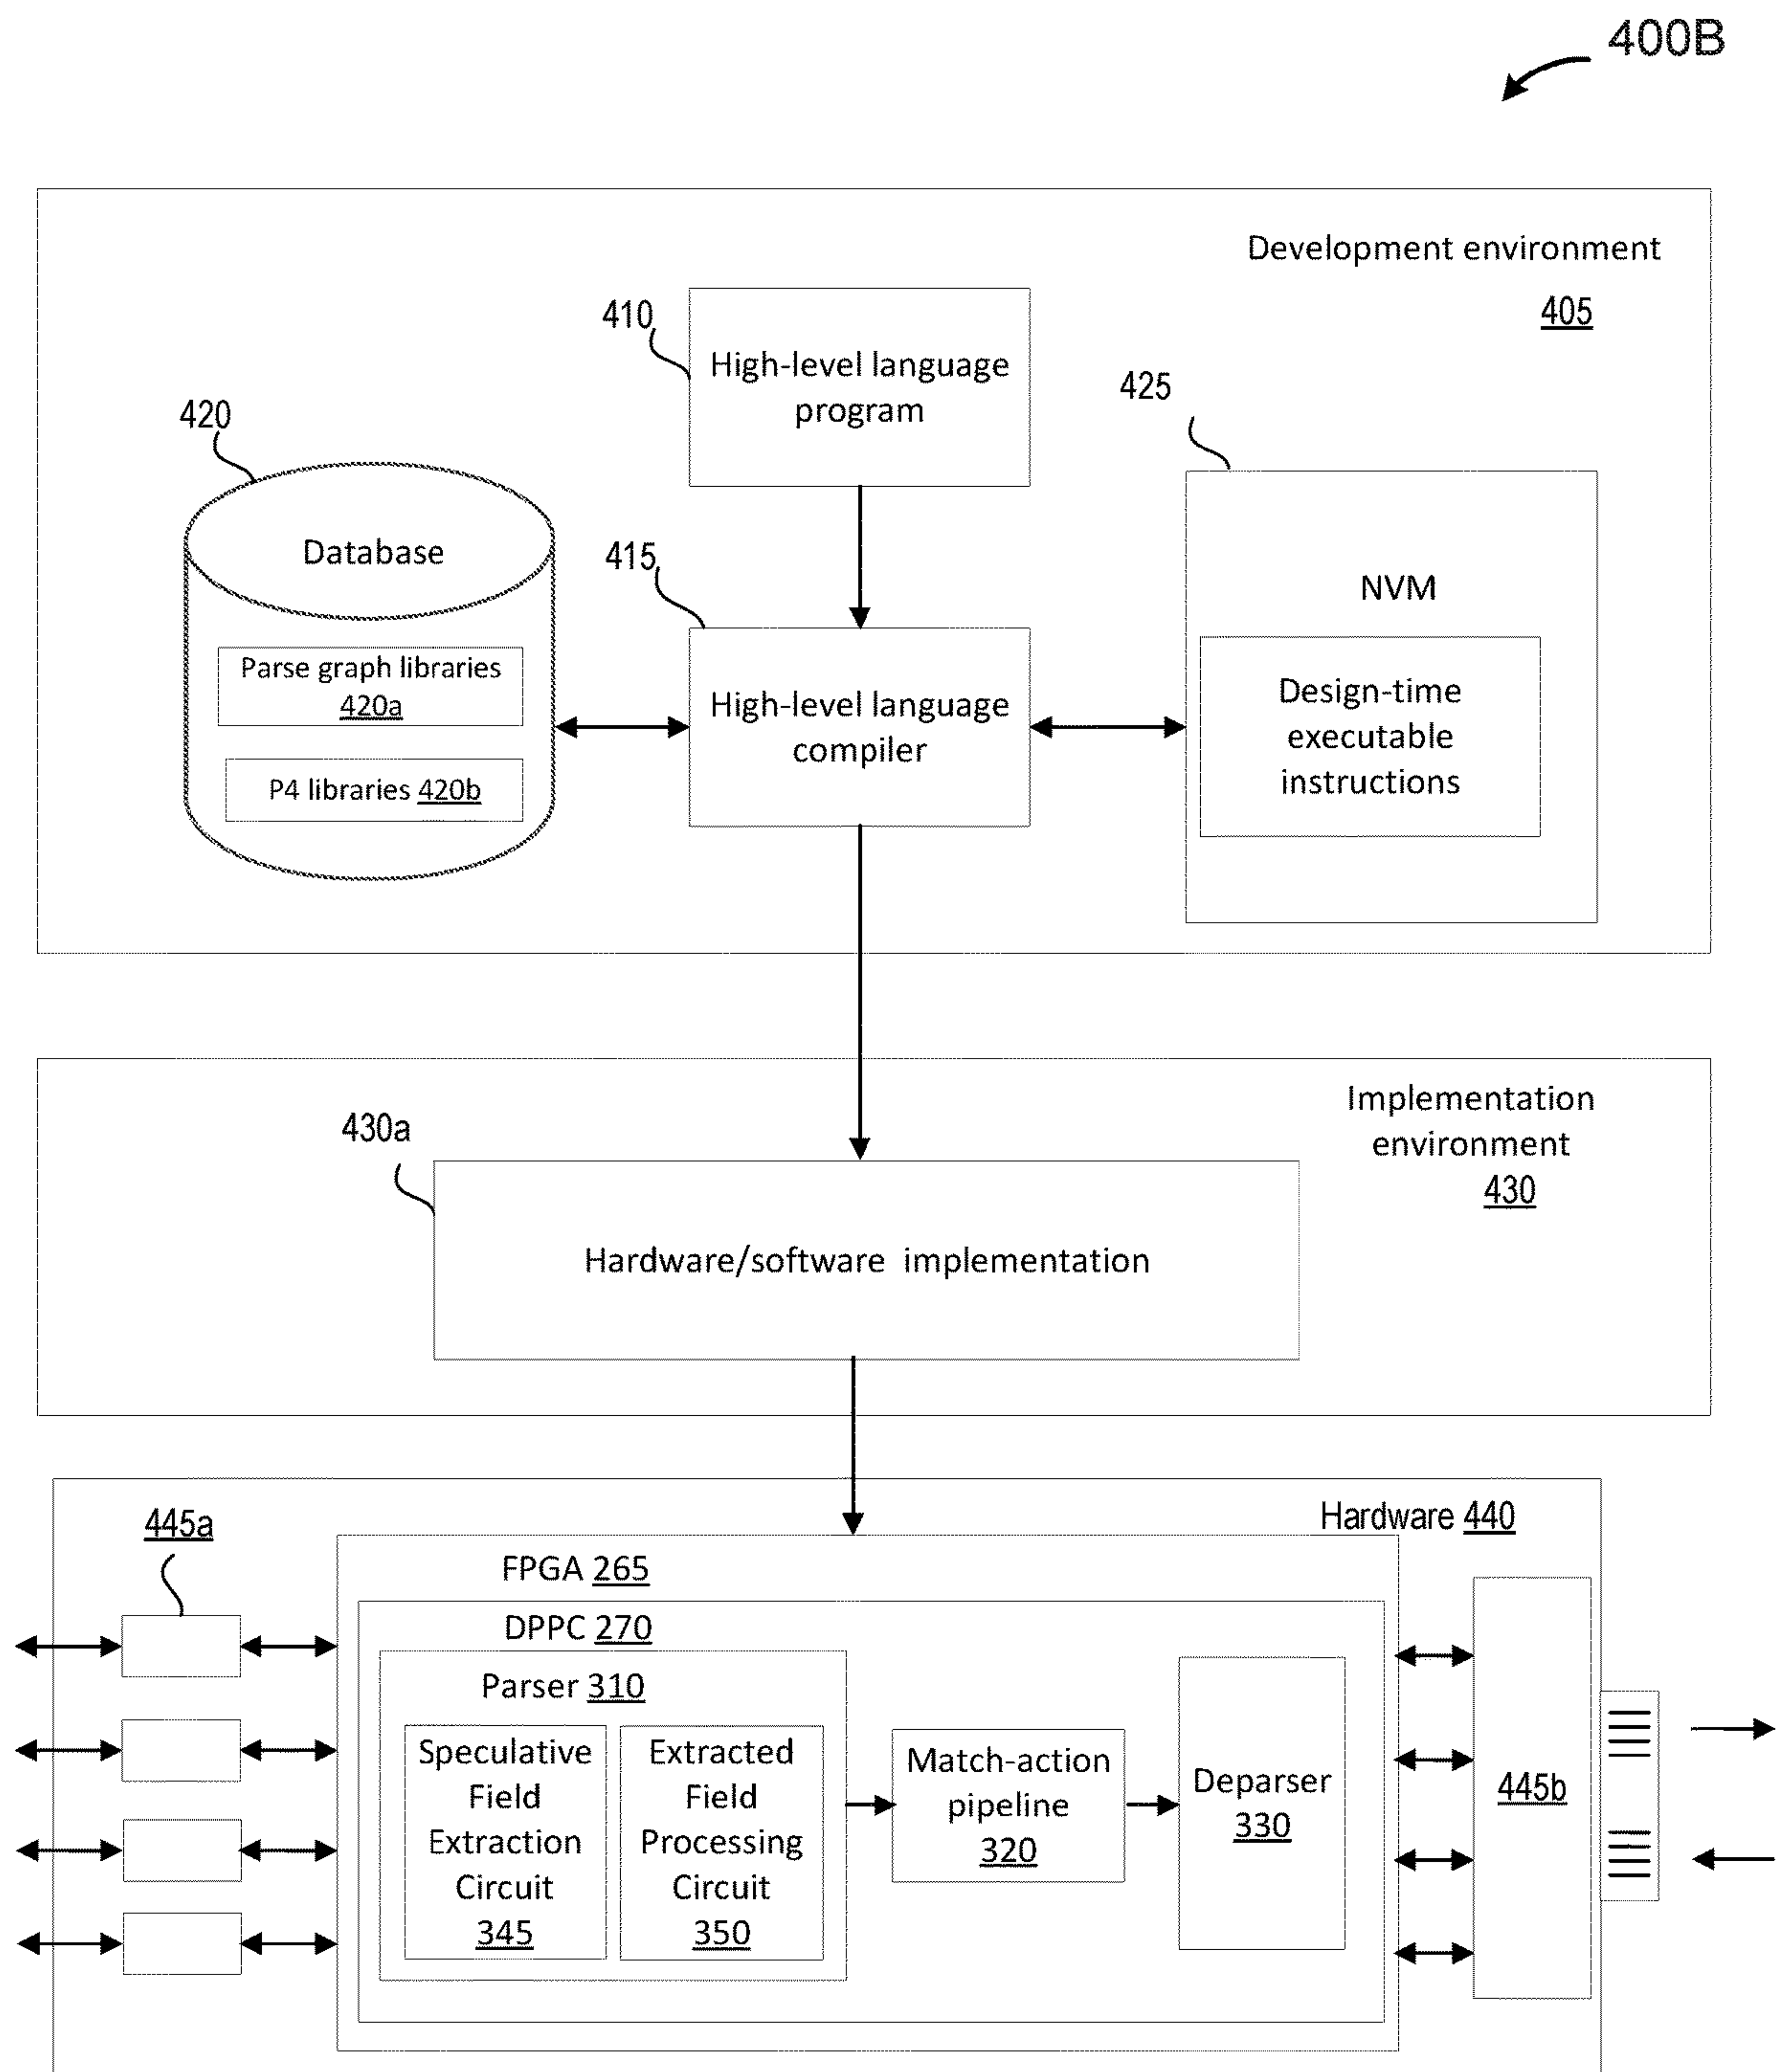 400B
Development environment
405
410
High-level language
program
425
420
Database
415
NVM
Parse graph libraries
420a
High-level language
compiler
Design-time
executable
instructions
P4 libraries 420b
Implementation
environment
430
430a
Hardware/software implementation
Hardware 440
445a
FPGA 265
DPPC 270
Parser 310
Speculative
Field
Extraction
Circuit
345
Extracted
Field
Processing
Circuit
350
Match-action
pipeline
320
Deparser
330
445b